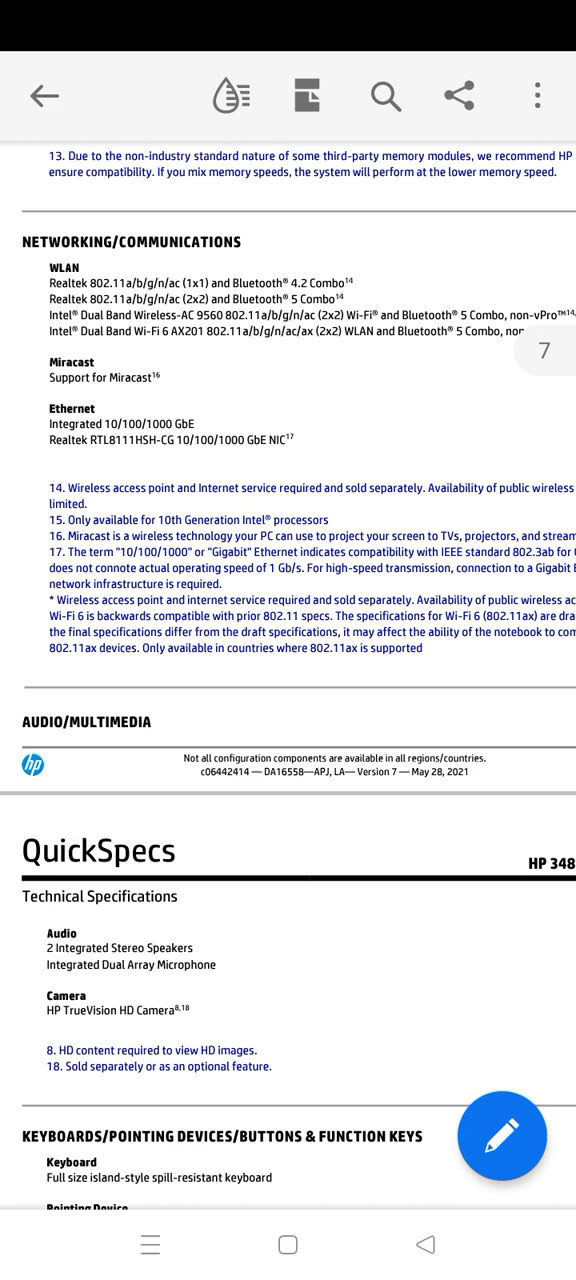 13. Due to the non-industry standard nature of some third-party memory modules, we recommend HP
ensure compatibility. If you mix memory speeds, the system will perform at the lower memory speed.
NETWORKING/COMMUNICATIONS
WLAN
Realtek 802.11a/b/g/n/ac (1x1) and Bluetooth® 4.2 Combo14
Realtek 802.11a/b/g/n/ac (2x2) and Bluetooth® 5 Combo14
Intel® Dual Band Wireless-AC 9560 802.11a/b/g/n/ac (2x2) Wi-Fi® and Bluetooth® 5 Combo, non-vPro™14,
Intel® Dual Band Wi-Fi 6 AX201 802.11a/b/g/n/ac/ax (2x2) WLAN and Bluetooth® 5 Combo, non
7
Miracast
Support for Miracast16
Ethernet
Integrated 10/100/1000 GbE
Realtek RTL8111HSH-CG 10/100/1000 GbE NIC17
14. Wireless access point and Internet service required and sold separately. Availability of public wireless
limited.
15. Only available for 10th Generation Intel® processors
16. Miracast is a wireless technology your PC can use to project your screen to TVs, projectors, and stream
17. The term "10/100/1000" or "Gigabit" Ethernet indicates compatibility with IEEE standard 802.3ab for
does not connote actual operating speed of 1 Gb/s. For high-speed transmission, connection to a Gigabit
network infrastructure is required.
* Wireless access point and internet service required and sold separately. Availability of public wireless ac
Wi-Fi 6 is backwards compatible with prior 802.11 specs. The specifications for Wi-Fi 6 (802.11ax) are dra
the final specifications differ from the draft specifications, it may affect the ability of the notebook to com
802.11ax devices. Only available in countries where 802.11ax is supported
AUDIO/MULTIMEDIA
hp
Not all configuration components are available in all regions/countries.
c06442414 — DA16558—APJ, LA— Version 7 — May 28, 2021
QuickSpecs
HP 348
Technical Specifications
Audio
2 Integrated Stereo Speakers
Integrated Dual Array Microphone
Camera
HP TrueVision HD Camera8,18
8. HD content required to view HD images.
18. Sold separately or as an optional feature.
KEYBOARDS/POINTING DEVICES/BUTTONS & FUNCTION KEYS
Keyboard
Full size island-style spill-resistant keyboard
Pointing Device